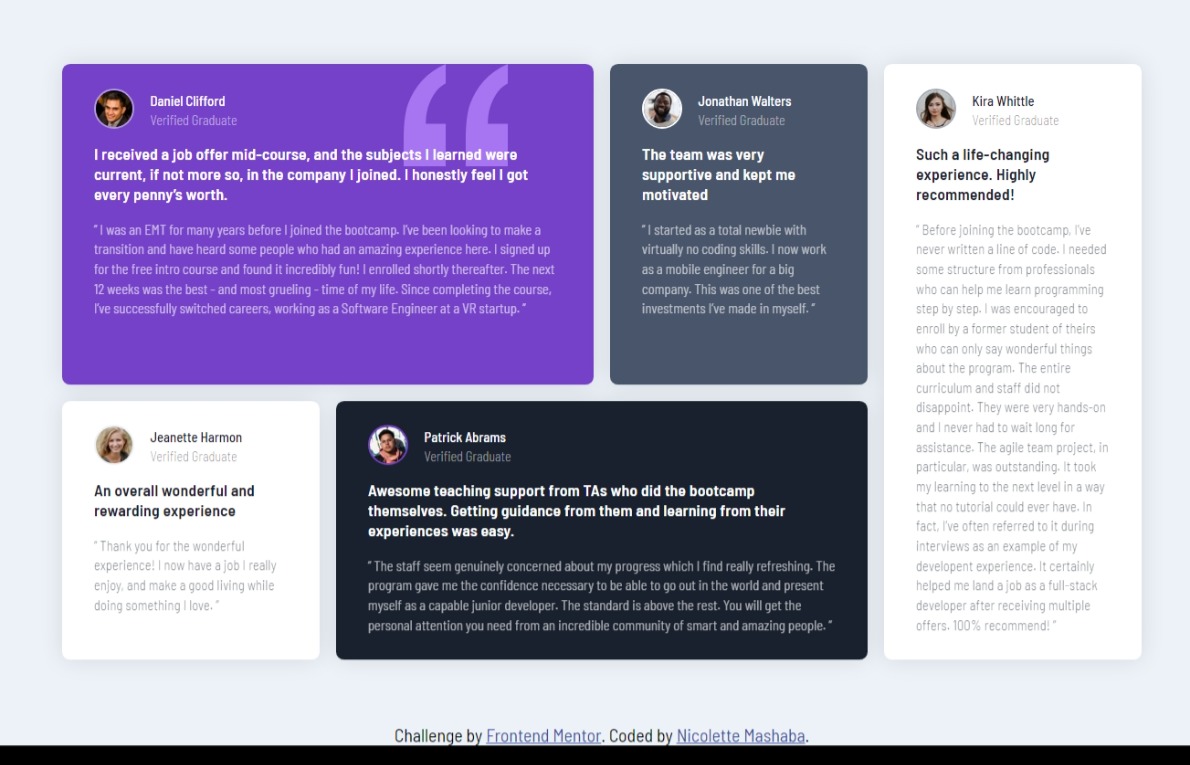 Daniel Clifford
Verified Graduate
I received a job offer mid-course, and the subjects I learned were
current, if not more so, in the company I joined. I honestly feel I got
every penny’s worth.
“ I was an EMT for many years before I joined the bootcamp. I’ve been looking to make a
transition and have heard some people who had an amazing experience here. I signed up
for the free intro course and found it incredibly fun! I enrolled shortly thereafter. The next
12 weeks was the best - and most grueling - time of my life. Since completing the course,
I’ve successfully switched careers, working as a Software Engineer at a VR startup. ”
Jonathan Walters
Verified Graduate
The team was very
supportive and kept me
motivated
“ I started as a total newbie with
virtually no coding skills. I now work
as a mobile engineer for a big
company. This was one of the best
investments I’ve made in myself. ”
Kira Whittle
Verified Graduate
Such a life-changing
experience. Highly
recommended!
“ Before joining the bootcamp, I’ve
never written a line of code. I needed
some structure from professionals
who can help me learn programming
step by step. I was encouraged to
enroll by a former student of theirs
who can only say wonderful things
about the program. The entire
curriculum and staff did not
disappoint. They were very hands-on
and I never had to wait long for
assistance. The agile team project, in
particular, was outstanding. It took
my learning to the next level in a way
that no tutorial could ever have. In
fact, I’ve often referred to it during
interviews as an example of my
developent experience. It certainly
helped me land a job as a full-stack
developer after receiving multiple
offers. 100% recommend! ”
Jeanette Harmon
Verified Graduate
An overall wonderful and
rewarding experience
“ Thank you for the wonderful
experience! I now have a job I really
enjoy, and make a good living while
doing something I love. ”
Patrick Abrams
Verified Graduate
Awesome teaching support from TAs who did the bootcamp
themselves. Getting guidance from them and learning from their
experiences was easy.
“ The staff seem genuinely concerned about my progress which I find really refreshing. The
program gave me the confidence necessary to be able to go out in the world and present
myself as a capable junior developer. The standard is above the rest. You will get the
personal attention you need from an incredible community of smart and amazing people. ”
Challenge by Frontend Mentor. Coded by Nicolette Mashaba.